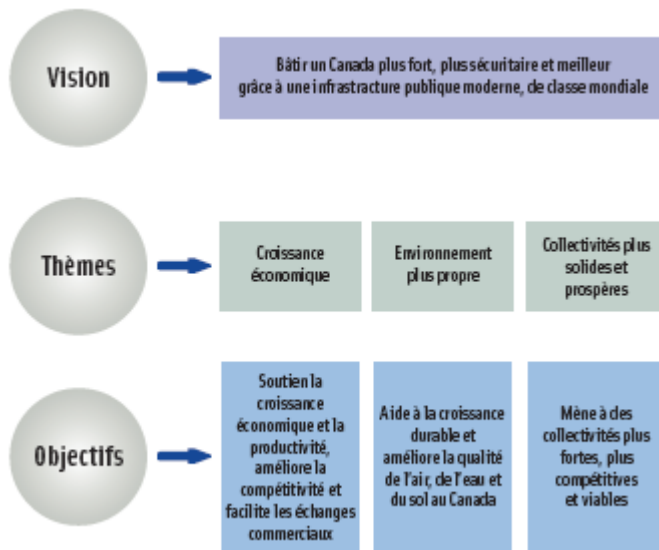 Vision
Bâtir un Canada plus fort, plus sécuritaire et meilleur
grâce à une infrastracture publique moderne, de classe mondiale
Thèmes
Croissance
économique
Environnement
plus propre
Collectivités plus
solides et
prospères
Objectifs
Soutien la
croissance
économique et la
productivité,
améliore la
compétitivité et
facilite les échanges
commerciaux
Aide à la croissance
durable et
améliore la qualité
de l'air, de l'eau et
du sol au Canada
Mène à des
collectivités plus
fortes, plus
compétitives
et viables